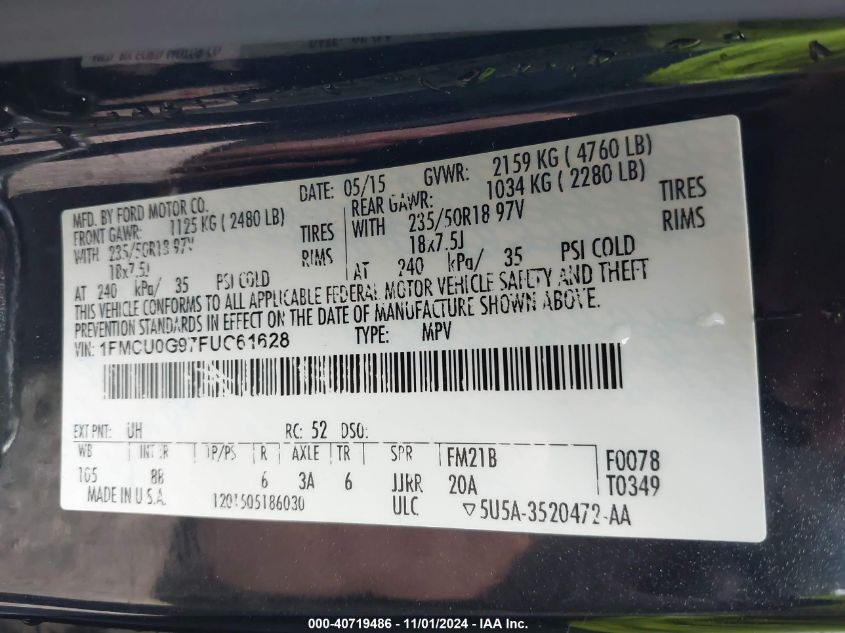 MFD. BY FORD MOTOR CO. DATE: 05/15 GVWR: 2159 KG ( 4760 LB)
FRONT GAWR: 1125 KG ( 2480 LB) REAR GAWR: 1034 KG ( 2280 LB)
WITH 235/50R18 97V TIRES WITH 235/50R18 97V TIRES
18x7.5J RIMS 18x7.5J RIMS
AT 240 kPa/ 35 PSI COLD AT 240 kPa/ 35 PSI COLD
THIS VEHICLE CONFORMS TO ALL APPLICABLE FEDERAL MOTOR VEHICLE SAFETY AND THEFT
PREVENTION STANDARDS IN EFFECT ON THE DATE OF MANUFACTURE SHOWN ABOVE.
VIN: 1FMCU0G97FUC61628 TYPE: MPV
EXT PNT: UH RC: 52 DSO:
WB INT TR TP/PS R AXLE TR SPR FM21B F0078
105 8B 6 3A 6 JJRR 20A T0349
MADE IN U.S.A. 1201505186030 ULC ▽5U5A-3520472-AA
000-40719486 - 11/01/2024 - IAA Inc.